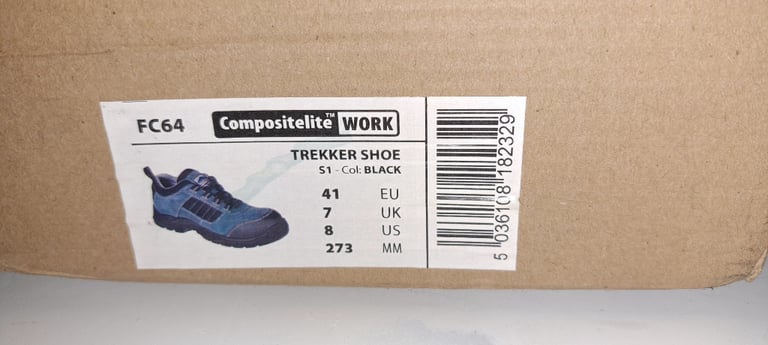 FC64
Compositelite™ WORK
TREKKER SHOE
S1 - Col: BLACK
41 EU
7 UK
8 US
273 MM
5 036108 182329